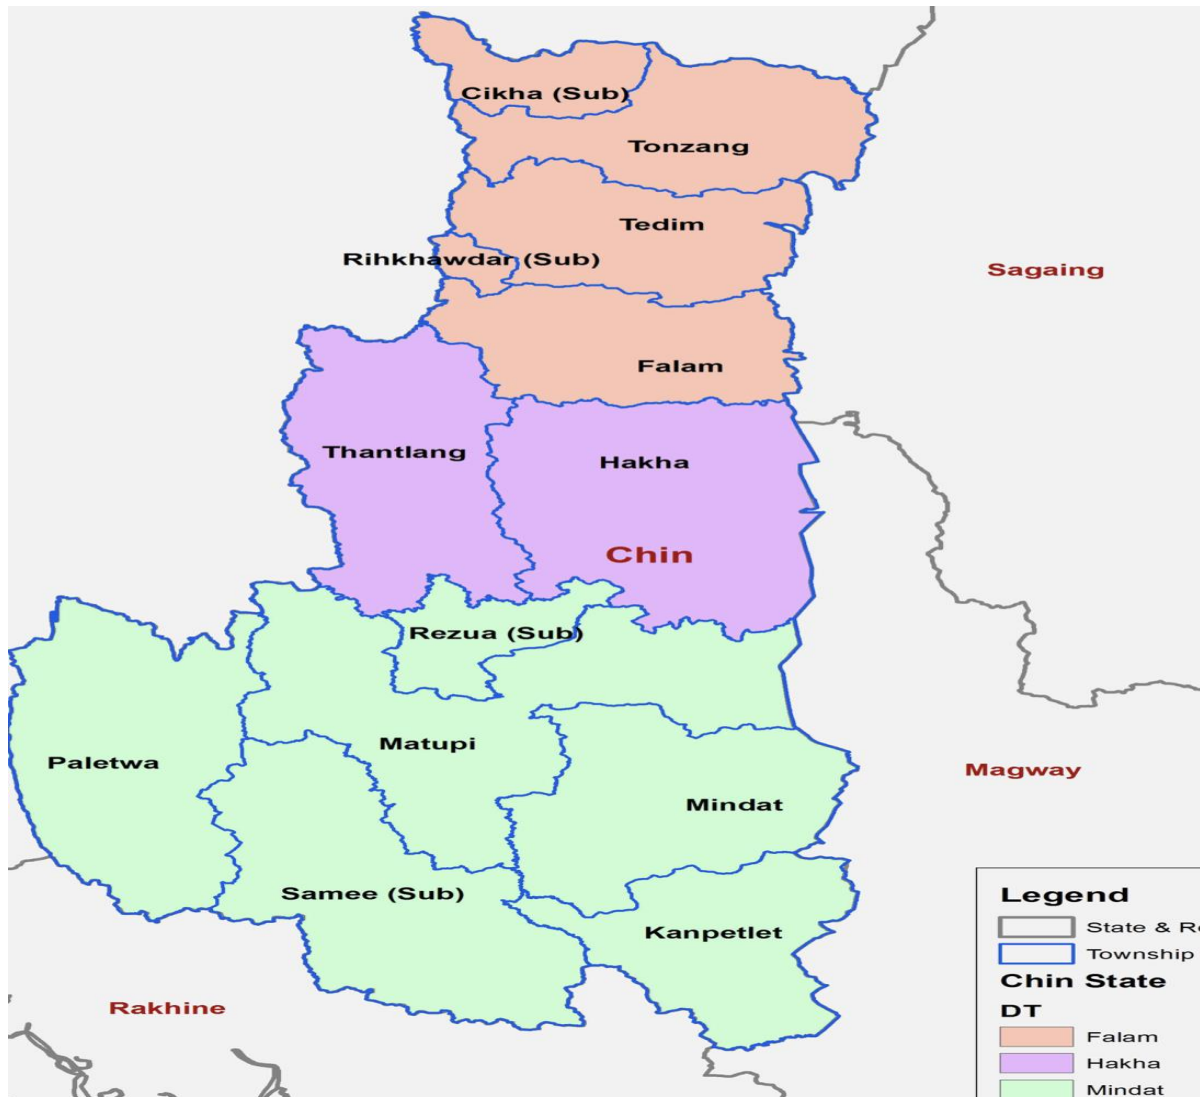 Cikha (Sub)
Tonzang
Tedim
Rihkhawdar (Sub)
Sagaing
Falam
Thantlang
Hakha
Chin
Rezua (Sub)
Matupi
Paletwa
Magway
Mindat
Samee (Sub)
Kanpetlet
Rakhine
Legend
State & Re
Township
Chin State
DT
Falam
Hakha
Mindat